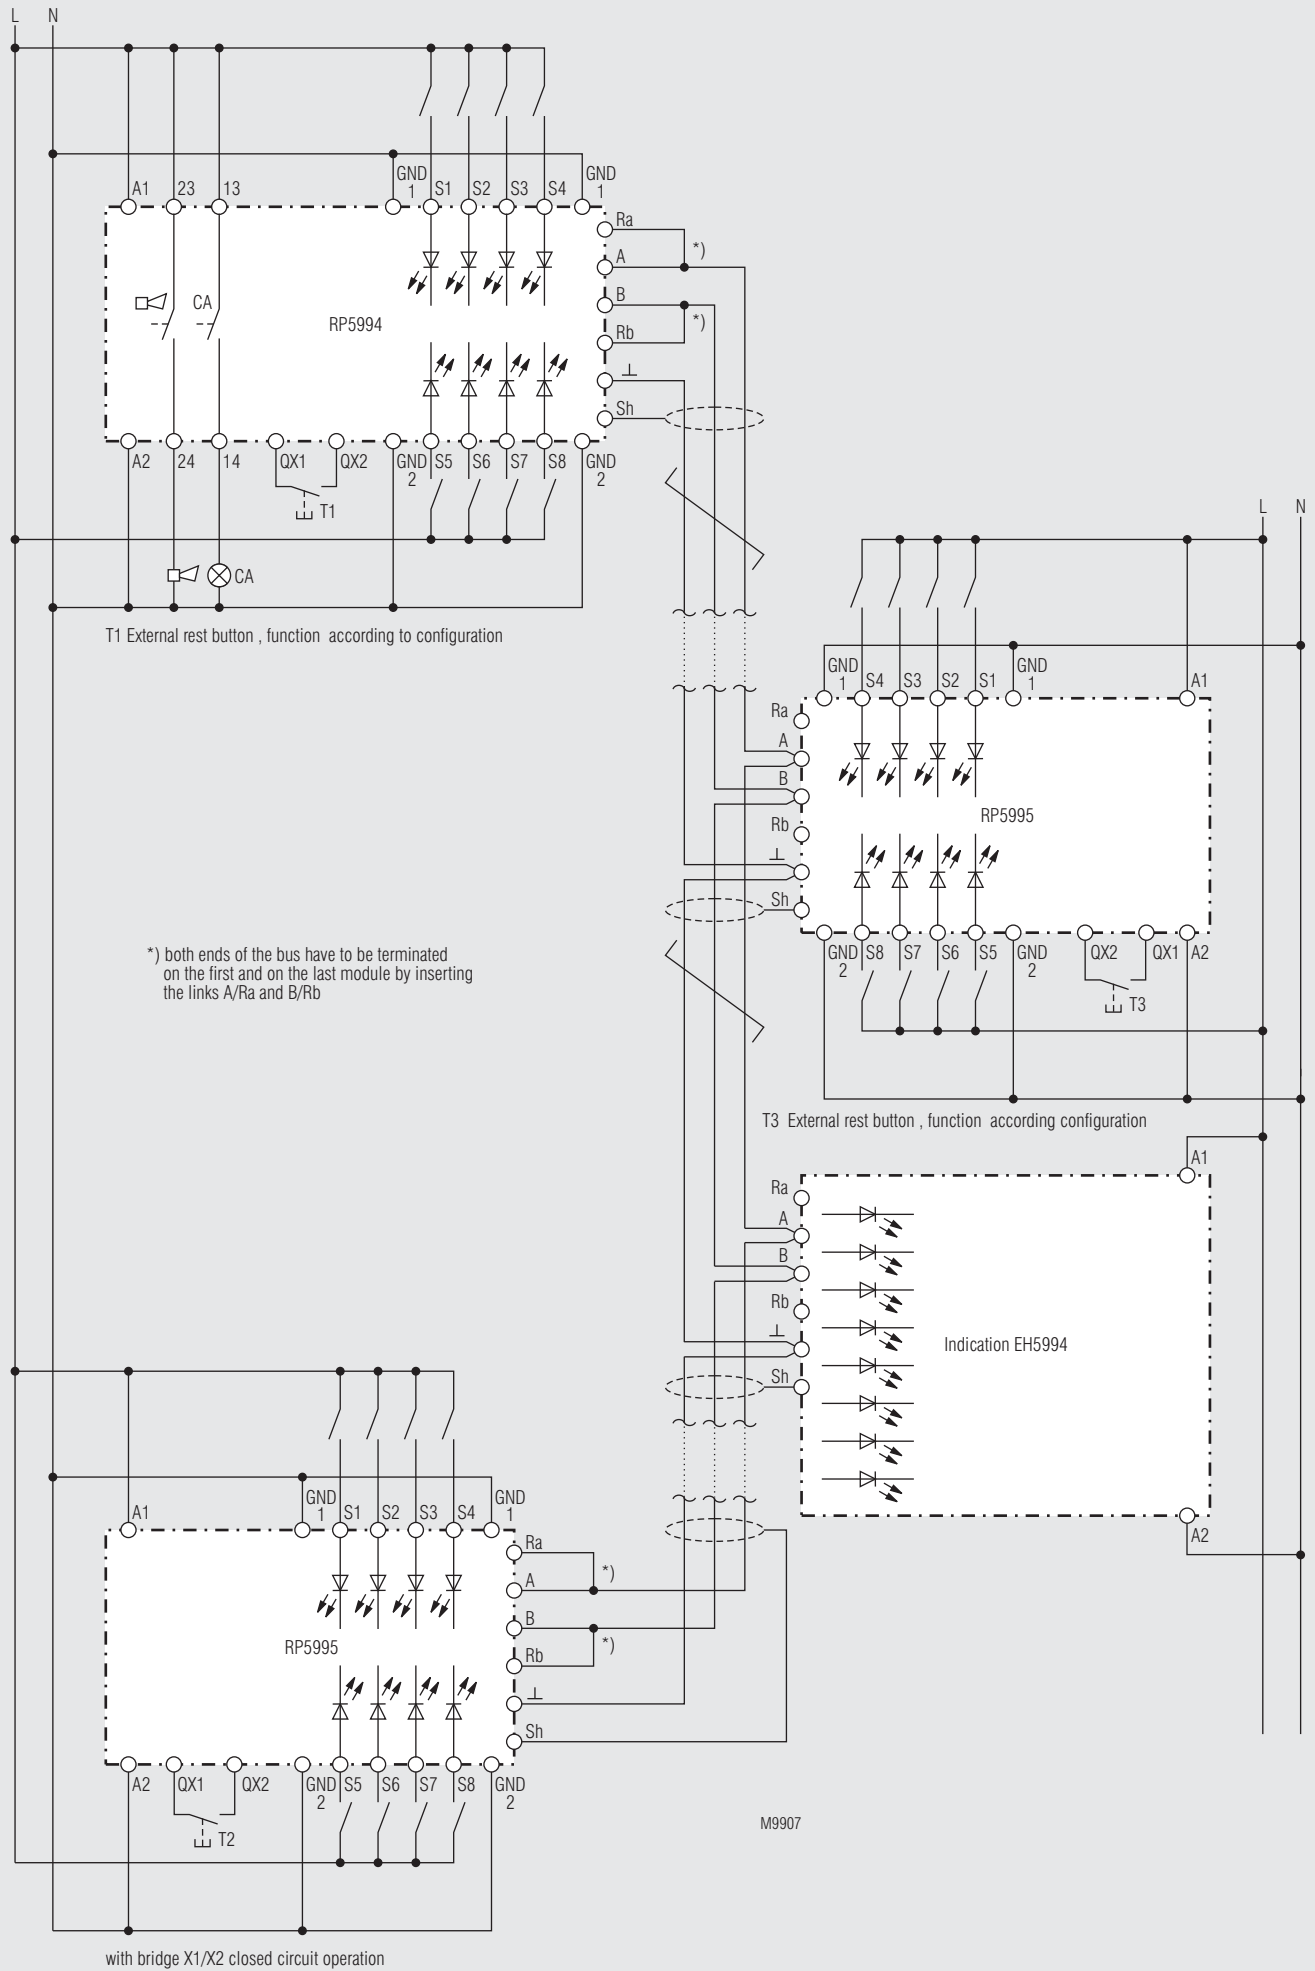 L N
A1 23 13 GND 1 S1 S2 S3 S4 GND 1
Ra
*)
A
CA
B
RP5994
*)
Rb
⊥
Sh
A2 24 14 QX1 QX2 GND 2 S5 S6 S7 S8 GND 2
T1
CA
T1 External rest button , function according to configuration
L N
GND 1 S4 S3 S2 S1 GND 1 A1
Ra
A
B
RP5995
Rb
⊥
Sh
GND 2 S8 S7 S6 S5 GND 2 QX2 QX1 A2
T3
*) both ends of the bus have to be terminated
on the first and on the last module by inserting
the links A/Ra and B/Rb
T3 External rest button , function according configuration
A1
Ra
A
B
Rb
⊥
Indication EH5994
Sh
A2
A1 GND 1 S1 S2 S3 S4 GND 1
Ra
*)
A
B
RP5995
*)
Rb
⊥
Sh
A2 QX1 QX2 GND 2 S5 S6 S7 S8 GND 2
T2
M9907
with bridge X1/X2 closed circuit operation